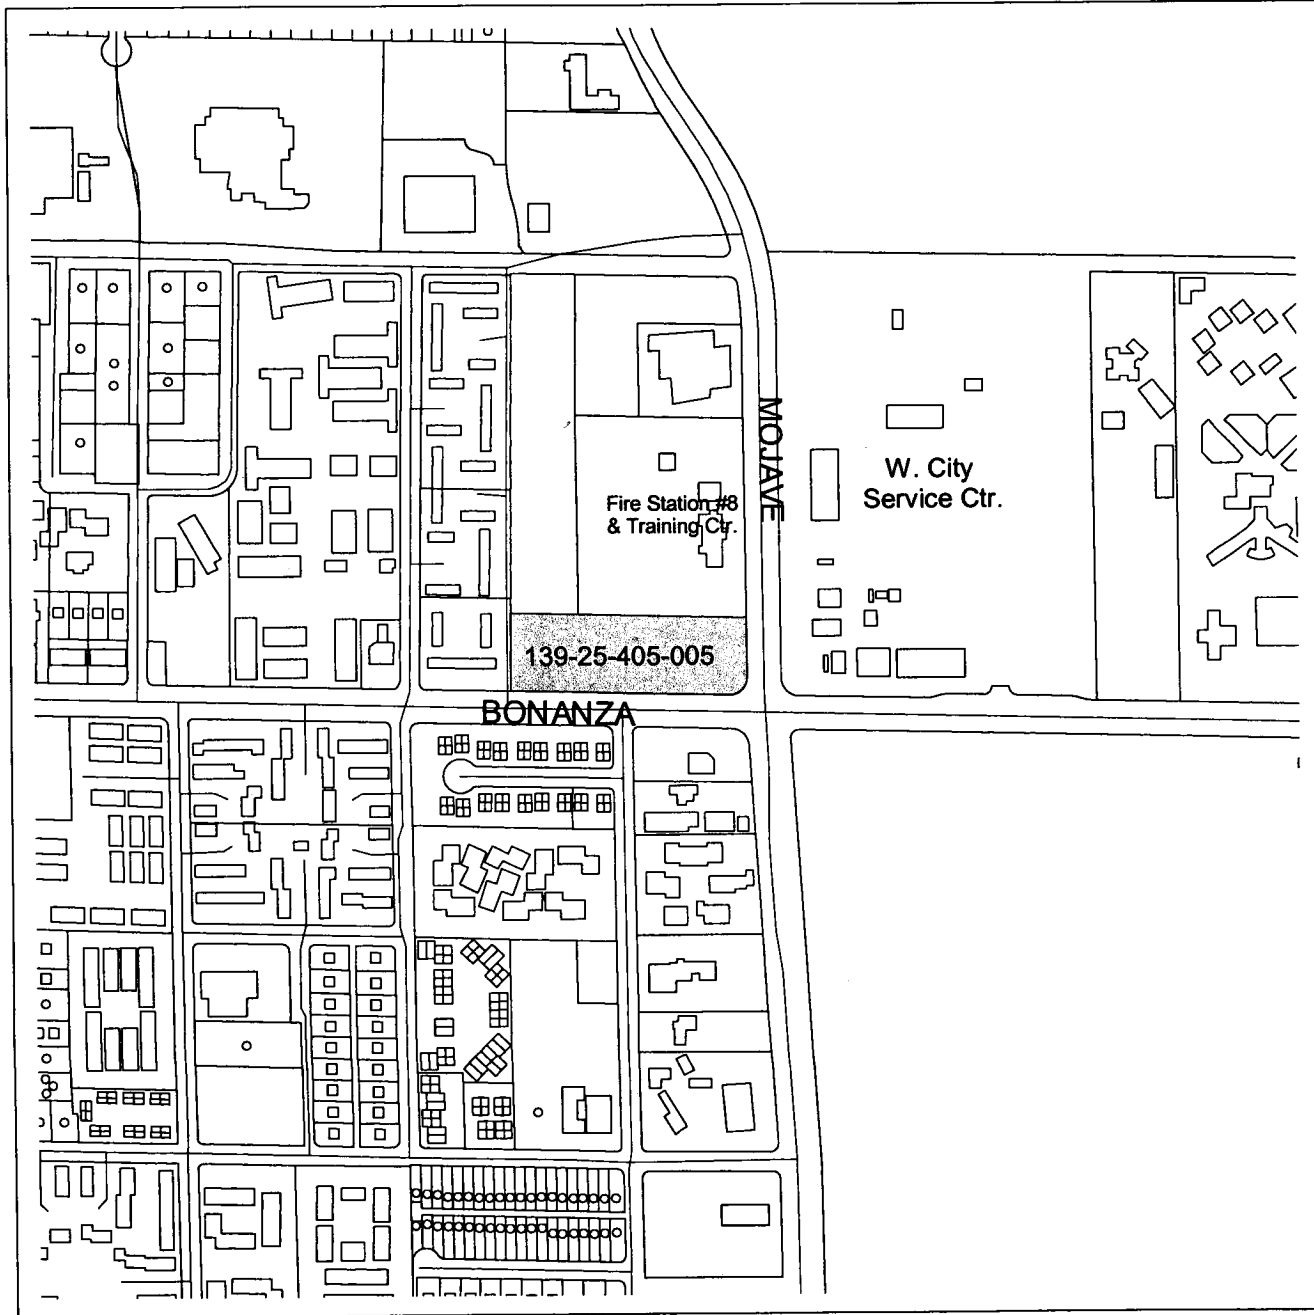 MOJAVE
W. City
Service Ctr.
Fire Station #8
& Training Ctr.
139-25-405-005
BONANZA